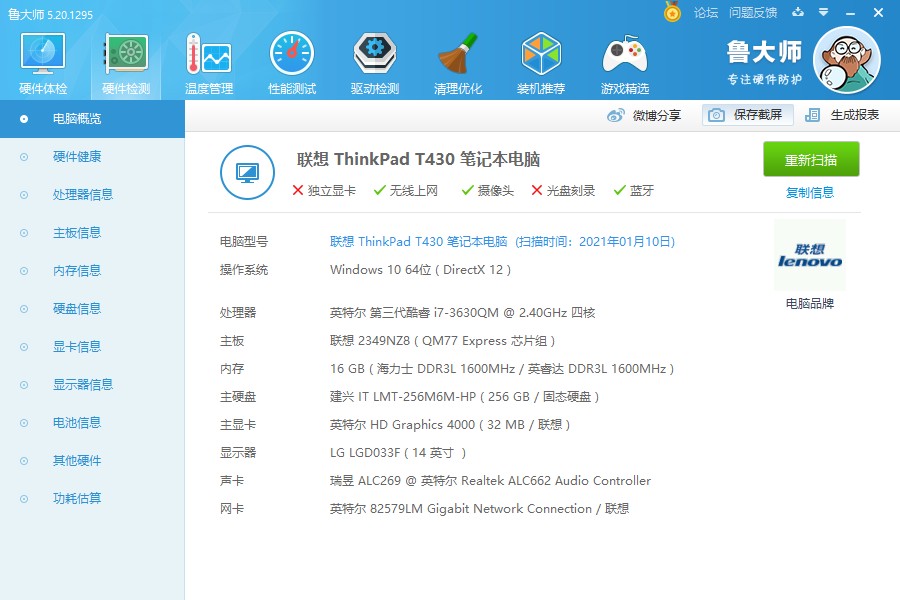 鲁大师 5.20.1295
论坛 问题反馈
硬件体检 硬件检测 温度管理 性能测试 驱动检测 清理优化 装机推荐 游戏精选
鲁大师
专注硬件防护
微博分享 保存截屏 生成报表
电脑概览
硬件健康
处理器信息
主板信息
内存信息
硬盘信息
显卡信息
显示器信息
电池信息
其他硬件
功耗估算
联想 ThinkPad T430 笔记本电脑
独立显卡 无线上网 摄像头 光盘刻录 蓝牙
重新扫描
复制信息
电脑型号 联想 ThinkPad T430 笔记本电脑 (扫描时间：2021年01月10日)
操作系统 Windows 10 64位 ( DirectX 12 )
处理器 英特尔 第三代酷睿 i7-3630QM @ 2.40GHz 四核
主板 联想 2349NZ8 ( QM77 Express 芯片组 )
内存 16 GB ( 海力士 DDR3L 1600MHz / 英睿达 DDR3L 1600MHz )
主硬盘 建兴 IT LMT-256M6M-HP ( 256 GB / 固态硬盘 )
主显卡 英特尔 HD Graphics 4000 ( 32 MB / 联想 )
显示器 LG LGD033F ( 14 英寸 )
声卡 瑞昱 ALC269 @ 英特尔 Realtek ALC662 Audio Controller
网卡 英特尔 82579LM Gigabit Network Connection / 联想
联想
lenovo
电脑品牌